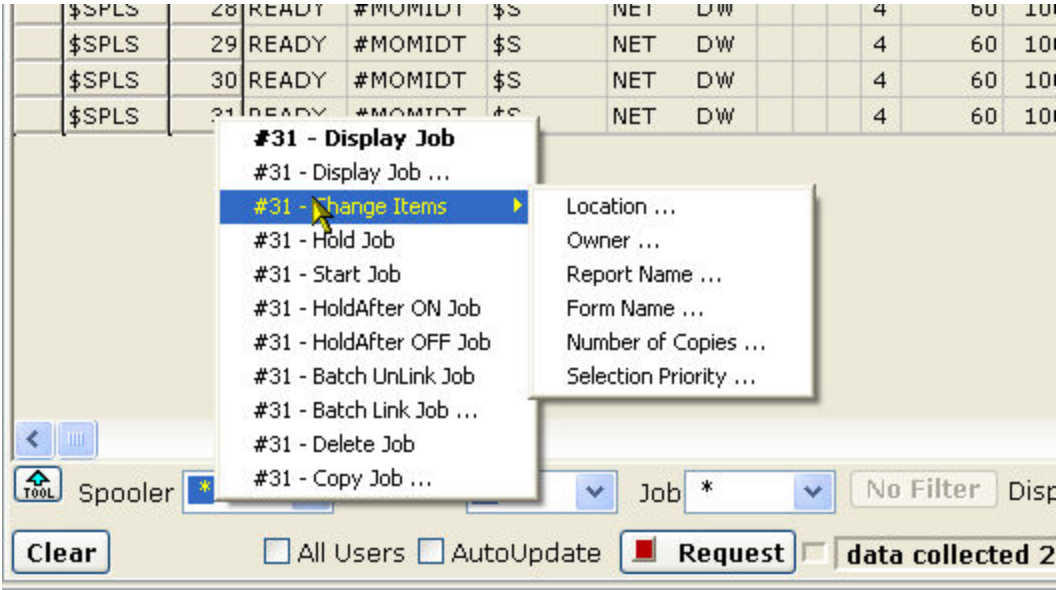 $SPLS 28 READY #MOMIDT $S NET DW 4 60
$SPLS 29 READY #MOMIDT $S NET DW 4 60
$SPLS 30 READY #MOMIDT $S NET DW 4 60
$SPLS 31 READY #MOMIDT $S NET DW 4 60
#31 - Display Job
#31 - Display Job ...
#31 - Change Items
#31 - Hold Job
#31 - Start Job
#31 - HoldAfter ON Job
#31 - HoldAfter OFF Job
#31 - Batch UnLink Job
#31 - Batch Link Job ...
#31 - Delete Job
#31 - Copy Job ...
Location ...
Owner ...
Report Name ...
Form Name ...
Number of Copies ...
Selection Priority ...
TOOL Spooler * Job * No Filter
Clear All Users AutoUpdate Request data collected 2